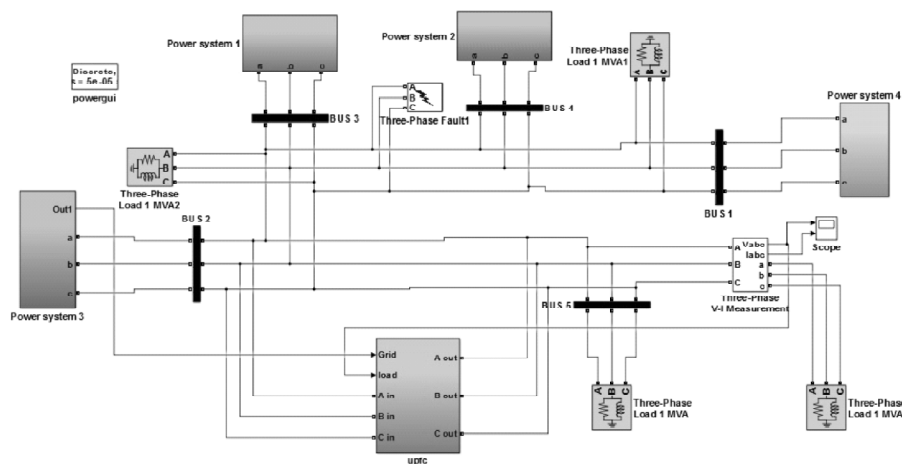 Power system 1
a b c
BUS 3
Power system 2
a b c
BUS 4
Three-Phase
Load 1 MVA1
A B C
Power system 4
a
b
c
Discrete,
s = 5e-05
powergui
A
B
C
Three-Phase Fault1
A
B
C
Three-Phase
Load 1 MVA2
BUS 1
Out1
a
b
c
Power system 3
BUS 2
BUS 5
A
B
C
Vabc
Iabc
a
b
c
Three-Phase
V-I Measurement
Scope
Grid
load
A in
B in
C in
A out
B out
C out
upfc
A B C
Three-Phase
Load 1 MVA
A B C
Three-Phase
Load 1 MVA